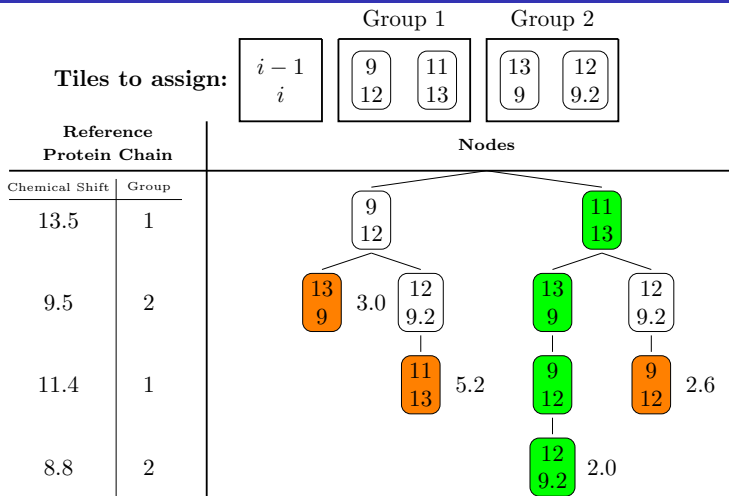 Group 1 Group 2
Tiles to assign: i − 1 9 11 13 12
i 12 13 9 9.2
Reference
Protein Chain
Nodes
Chemical Shift Group
13.5 1
9 11
12 13
9.5 2
13 12 13 12
9 3.0 9.2 9 9.2
11.4 1
11 9 9
13 5.2 12 12 2.6
8.8 2
12
9.2 2.0